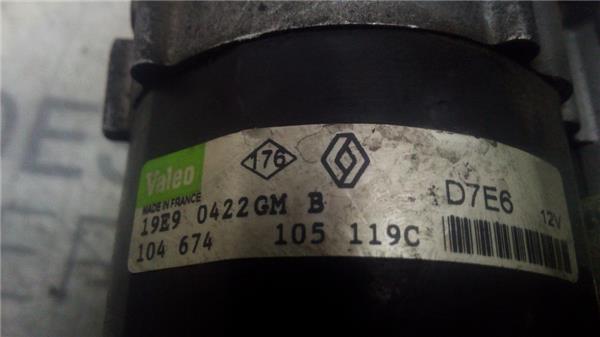 Valeo
176
D7E6
12V
MADE IN FRANCE
19E9 0422GM B
104 674 105 119C